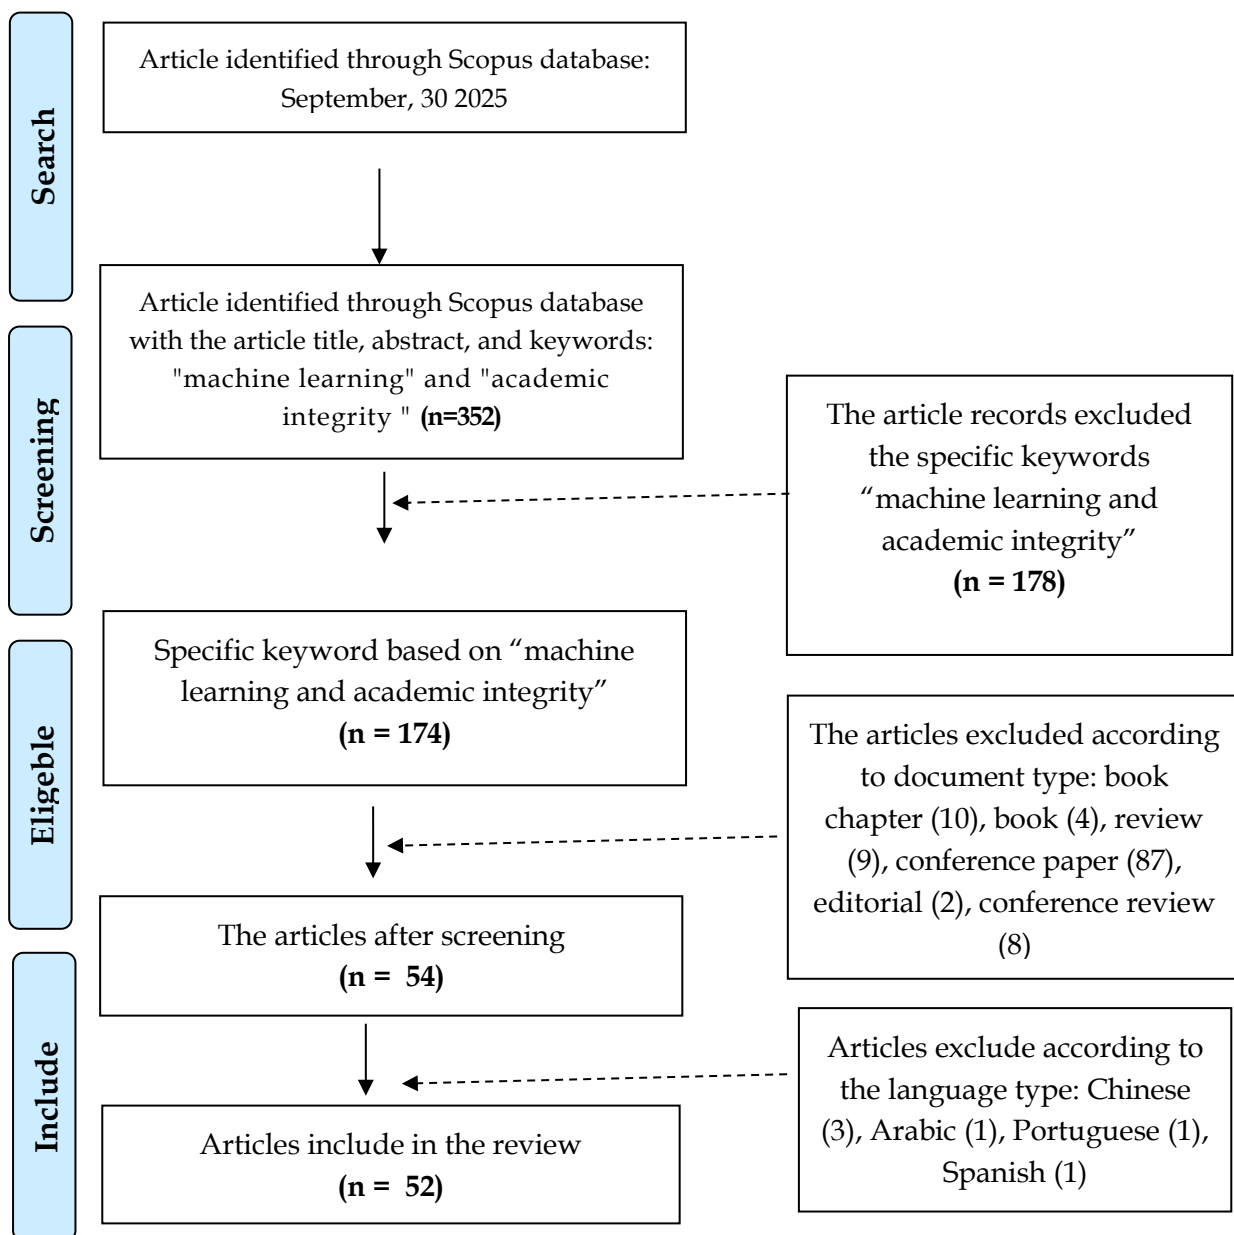 Search
Article identified through Scopus database:
September, 30 2025
Article identified through Scopus database
with the article title, abstract, and keywords:
"machine learning" and "academic
integrity " (n=352)
Screening
The article records excluded
the specific keywords
“machine learning and
academic integrity”
(n = 178)
Specific keyword based on “machine
learning and academic integrity”
(n = 174)
Eligeble
The articles excluded according
to document type: book
chapter (10), book (4), review
(9), conference paper (87),
editorial (2), conference review
(8)
The articles after screening
(n = 54)
Include
Articles exclude according to
the language type: Chinese
(3), Arabic (1), Portuguese (1),
Spanish (1)
Articles include in the review
(n = 52)